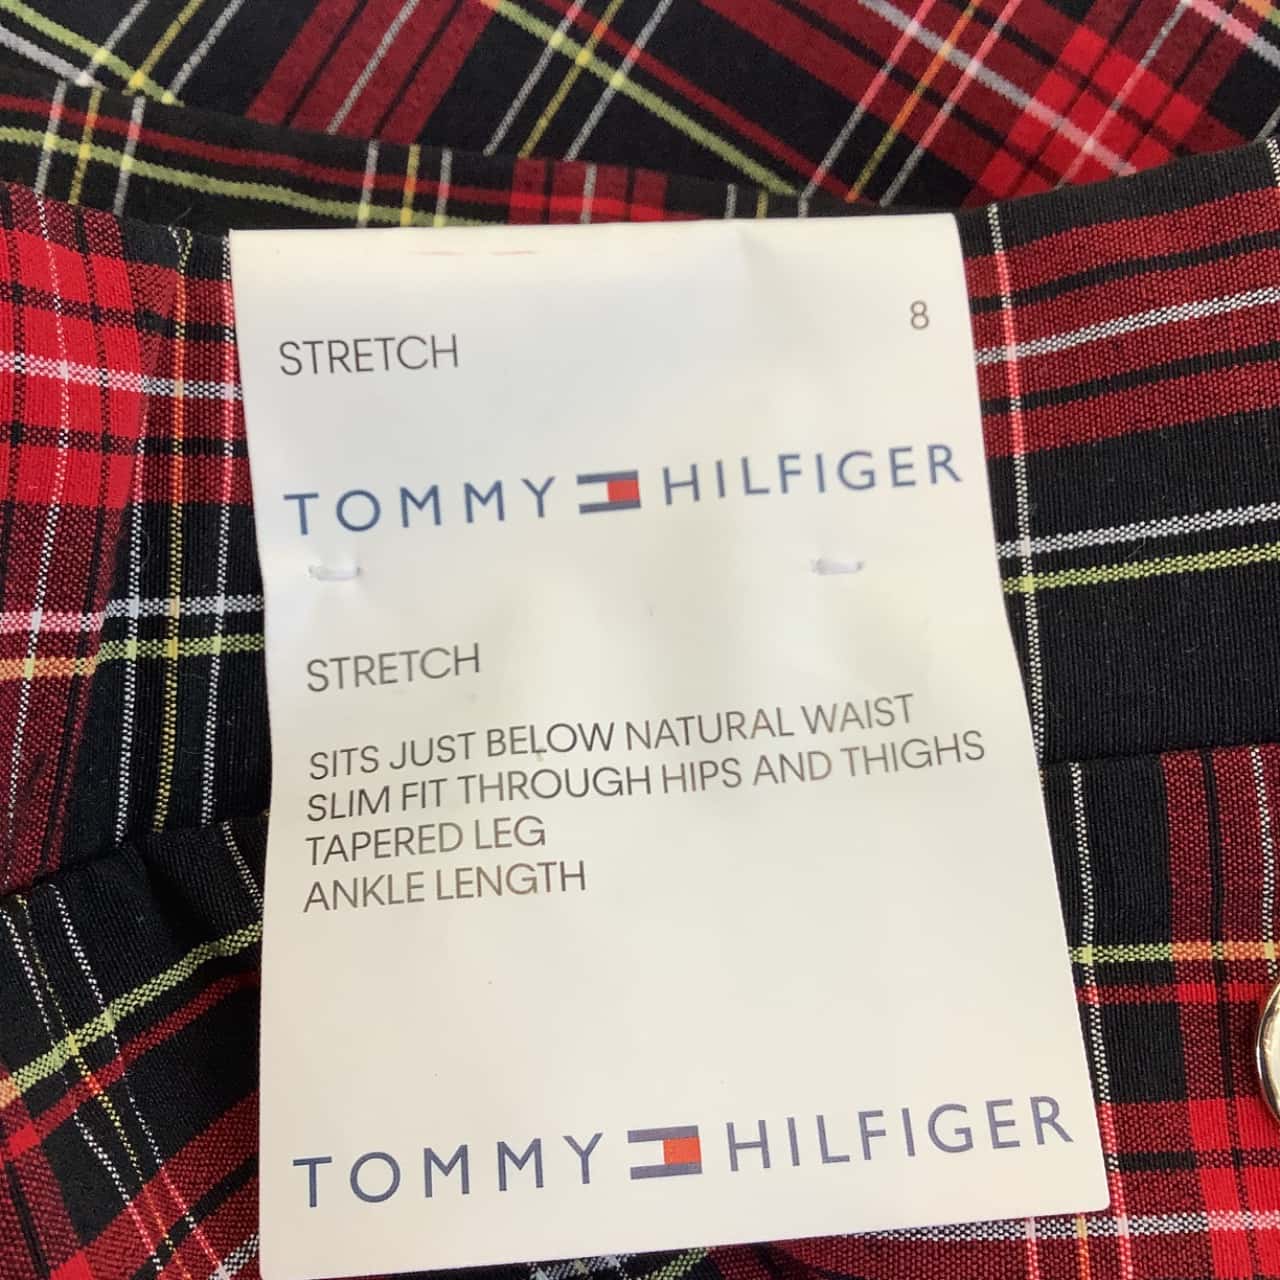 8
STRETCH
TOMMY HILFIGER
STRETCH
SITS JUST BELOW NATURAL WAIST
SLIM FIT THROUGH HIPS AND THIGHS
TAPERED LEG
ANKLE LENGTH
TOMMY HILFIGER